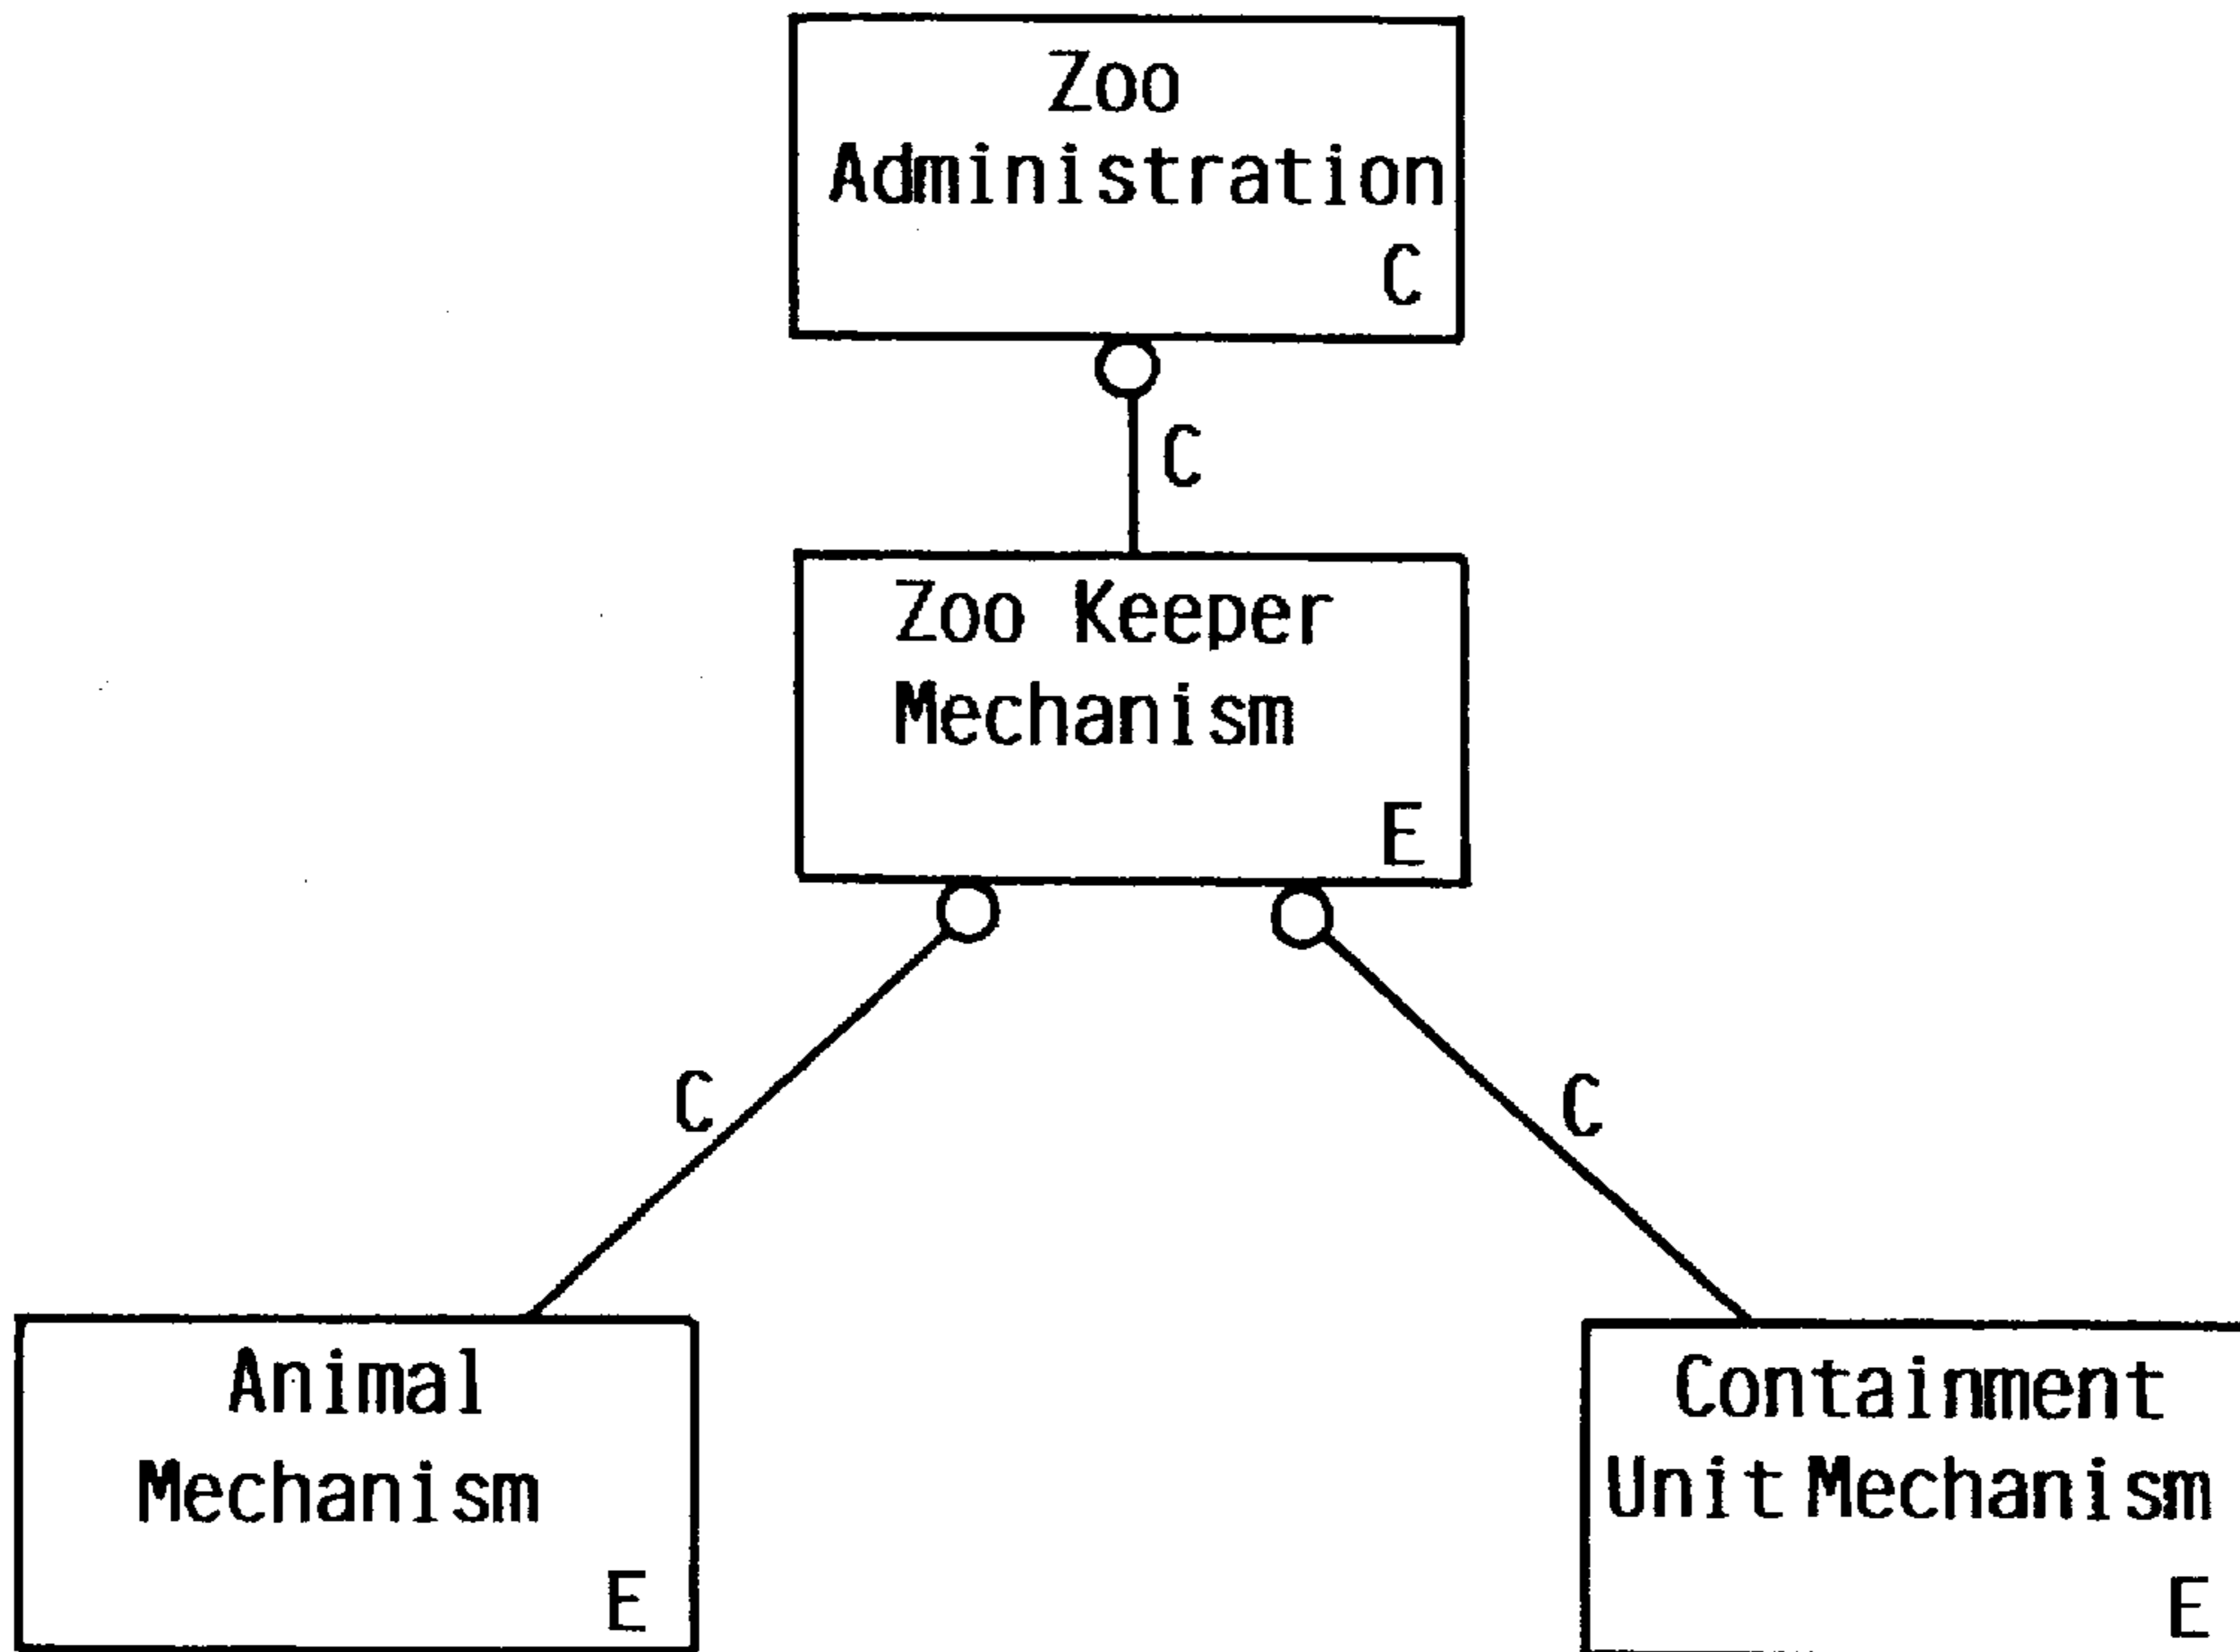 Zoo
Administration
C
C
Zoo Keeper
Mechanism
E
C
C
Animal
Mechanism
E
Containment
Unit Mechanism
E